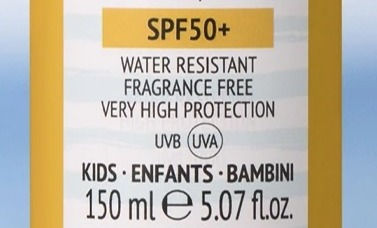 SPF50+
WATER RESISTANT
FRAGRANCE FREE
VERY HIGH PROTECTION
UVB UVA
KIDS · ENFANTS · BAMBINI
150 ml ℮ 5.07 fl.oz.